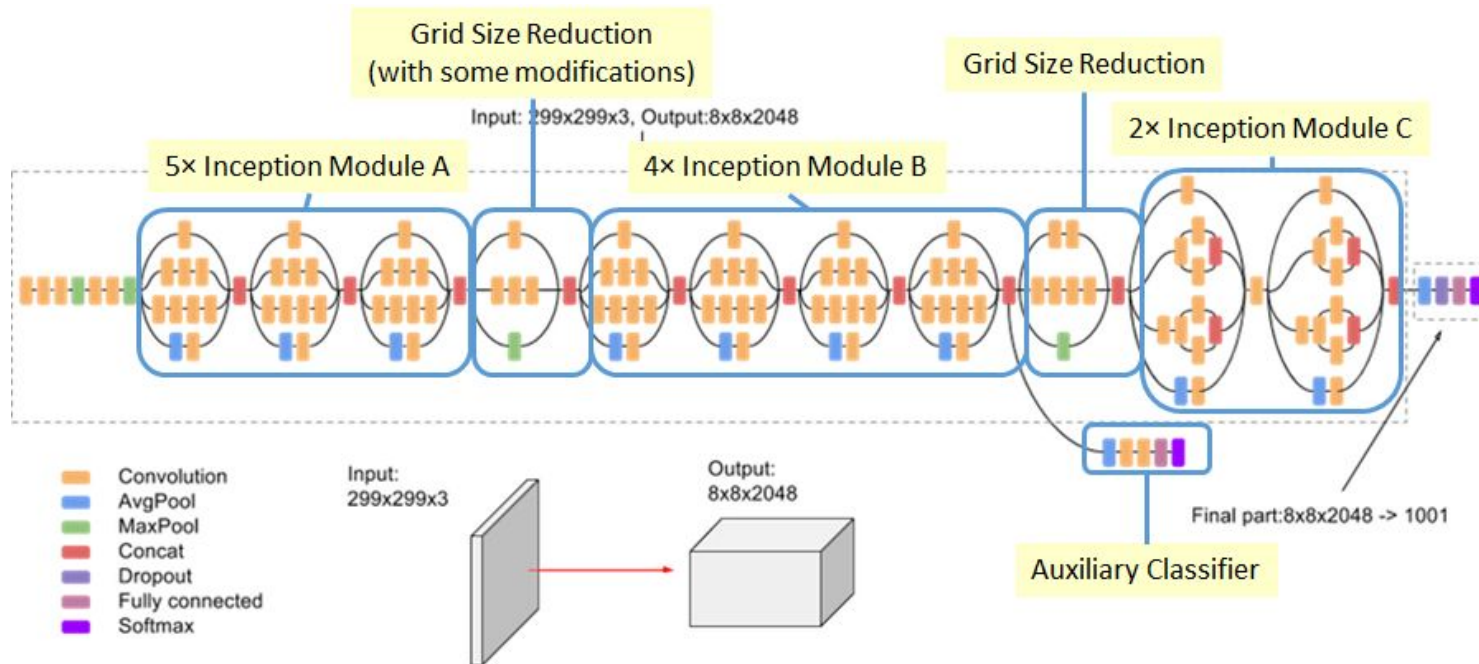 Grid Size Reduction
(with some modifications)
Grid Size Reduction
Input: 299x299x3, Output:8x8x2048
5× Inception Module A
4× Inception Module B
2× Inception Module C
Convolution
AvgPool
MaxPool
Concat
Dropout
Fully connected
Softmax
Input:
299x299x3
Output:
8x8x2048
Final part:8x8x2048 -> 1001
Auxiliary Classifier